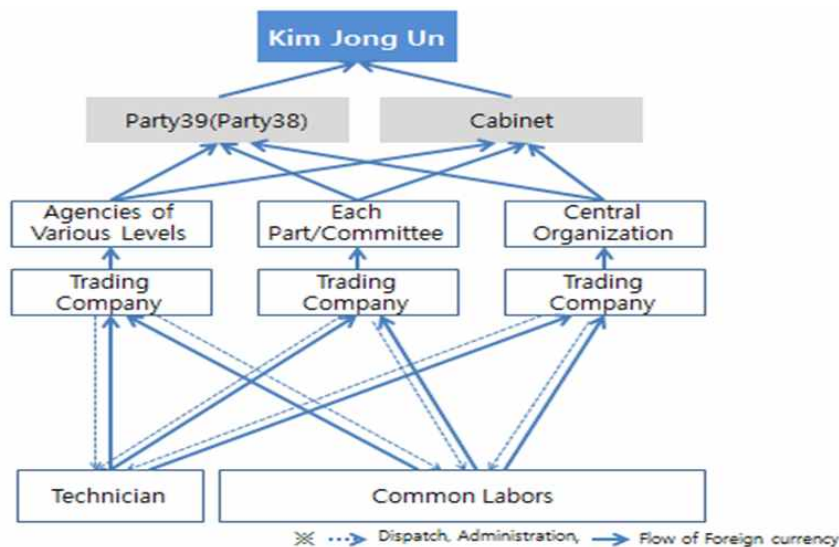 Kim Jong Un
Party39(Party38)
Cabinet
Agencies of
Various Levels
Each
Part/Committee
Central
Organization
Trading
Company
Trading
Company
Trading
Company
Technician
Common Labors
※ Dispatch, Administration, Flow of Foreign currency